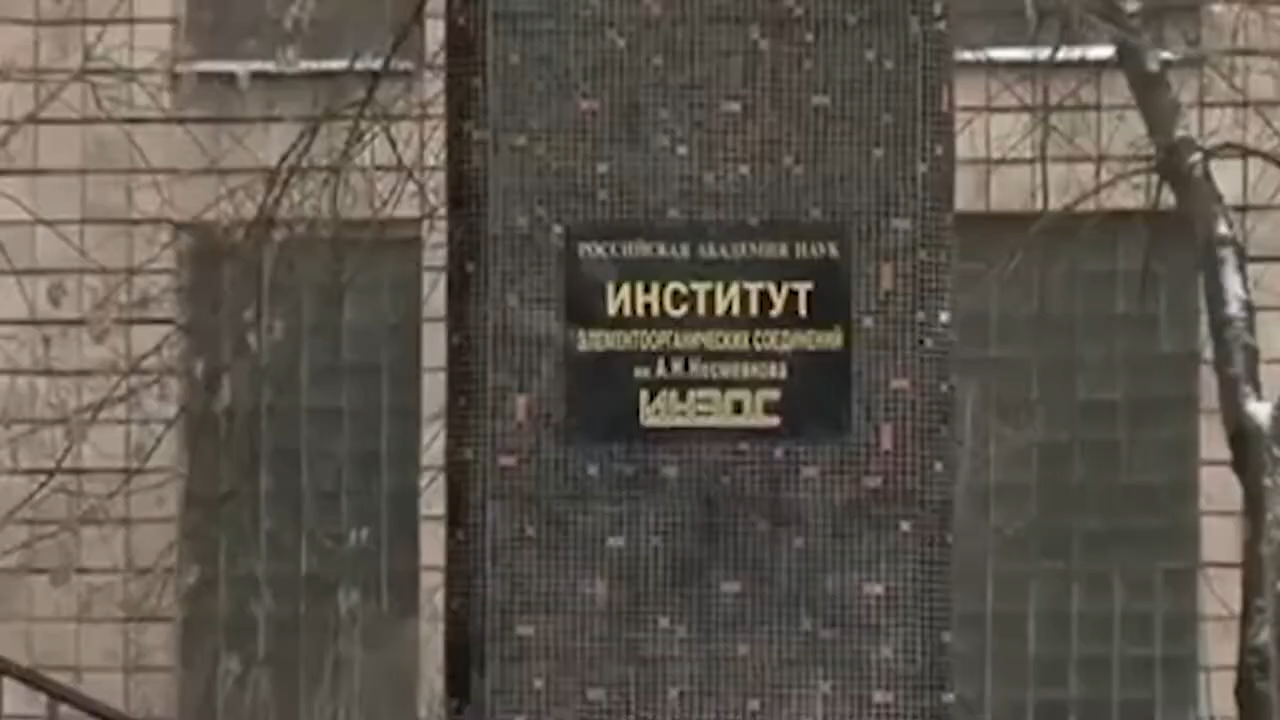 РОССИЙСКАЯ АКАДЕМИЯ НАУК
ИНСТИТУТ
ЭЛЕМЕНТООРГАНИЧЕСКИХ СОЕДИНЕНИЙ
им. А.Н.Несмеянова
ИНЭОС